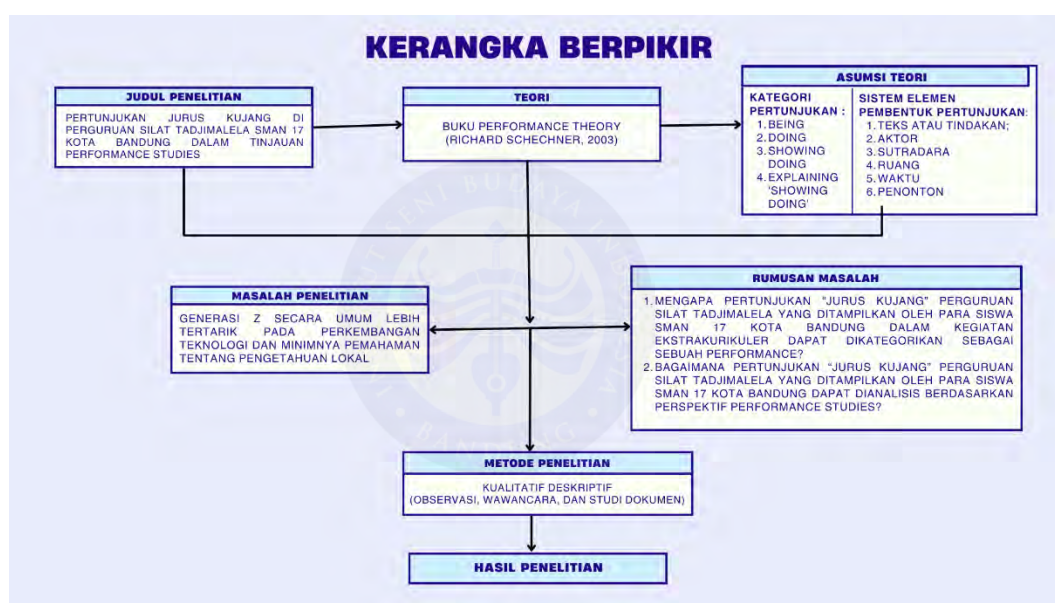 KERANGKA BERPIKIR
JUDUL PENELITIAN
PERTUNJUKAN JURUS KUJANG DI
PERGURUAN SILAT TADJIMALELA SMAN 17
KOTA BANDUNG DALAM TINJAUAN
PERFORMANCE STUDIES
TEORI
BUKU PERFORMANCE THEORY
(RICHARD SCHECHNER, 2003)
ASUMSI TEORI
KATEGORI
PERTUNJUKAN :
1. BEING
2. DOING
3. SHOWING
DOING
4. EXPLAINING
'SHOWING
DOING'
SISTEM ELEMEN
PEMBENTUK PERTUNJUKAN:
1. TEKS ATAU TINDAKAN;
2. AKTOR
3. SUTRADARA
4. RUANG
5. WAKTU
6. PENONTON
MASALAH PENELITIAN
GENERASI Z SECARA UMUM LEBIH
TERTARIK PADA PERKEMBANGAN
TEKNOLOGI DAN MINIMNYA PEMAHAMAN
TENTANG PENGETAHUAN LOKAL
RUMUSAN MASALAH
1. MENGAPA PERTUNJUKAN "JURUS KUJANG" PERGURUAN
SILAT TADJIMALELA YANG DITAMPILKAN OLEH PARA SISWA
SMAN 17 KOTA BANDUNG DALAM KEGIATAN
EKSTRAKURIKULER DAPAT DIKATEGORIKAN SEBAGAI
SEBUAH PERFORMANCE?
2. BAGAIMANA PERTUNJUKAN "JURUS KUJANG" PERGURUAN
SILAT TADJIMALELA YANG DITAMPILKAN OLEH PARA SISWA
SMAN 17 KOTA BANDUNG DAPAT DIANALISIS BERDASARKAN
PERSPEKTIF PERFORMANCE STUDIES?
METODE PENELITIAN
KUALITATIF DESKRIPTIF
(OBSERVASI, WAWANCARA, DAN STUDI DOKUMEN)
HASIL PENELITIAN